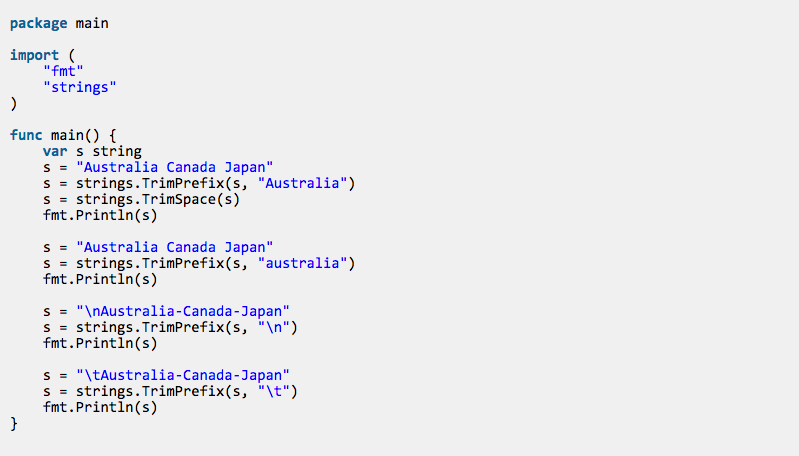 package main
import (
    "fmt"
    "strings"
)
func main() {
    var s string
    s = "Australia Canada Japan"
    s = strings.TrimPrefix(s, "Australia")
    s = strings.TrimSpace(s)
    fmt.Println(s)
    s = "Australia Canada Japan"
    s = strings.TrimPrefix(s, "australia")
    fmt.Println(s)
    s = "\nAustralia-Canada-Japan"
    s = strings.TrimPrefix(s, "\n")
    fmt.Println(s)
    s = "\tAustralia-Canada-Japan"
    s = strings.TrimPrefix(s, "\t")
    fmt.Println(s)
}